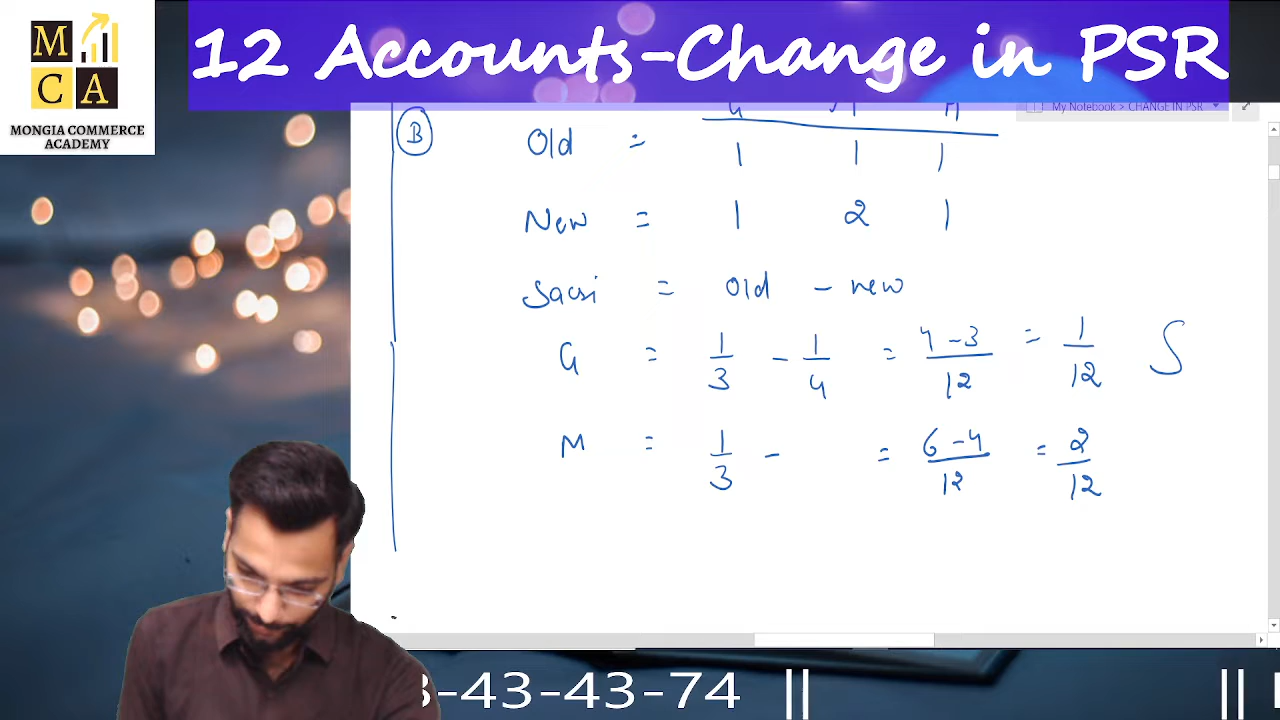 M
C A
MONGIA COMMERCE
ACADEMY
12 Accounts-Change in PSR
My Notebook > CHANGE IN PSR
B
G M H
Old = 1 1 1
New = 1 2 1
Sacri = Old - new
G = 1/3 - 1/4 = 4-3/12 = 1/12 S
M = 1/3 - = 6-4/12 = 2/12
-43-43-74 || ||